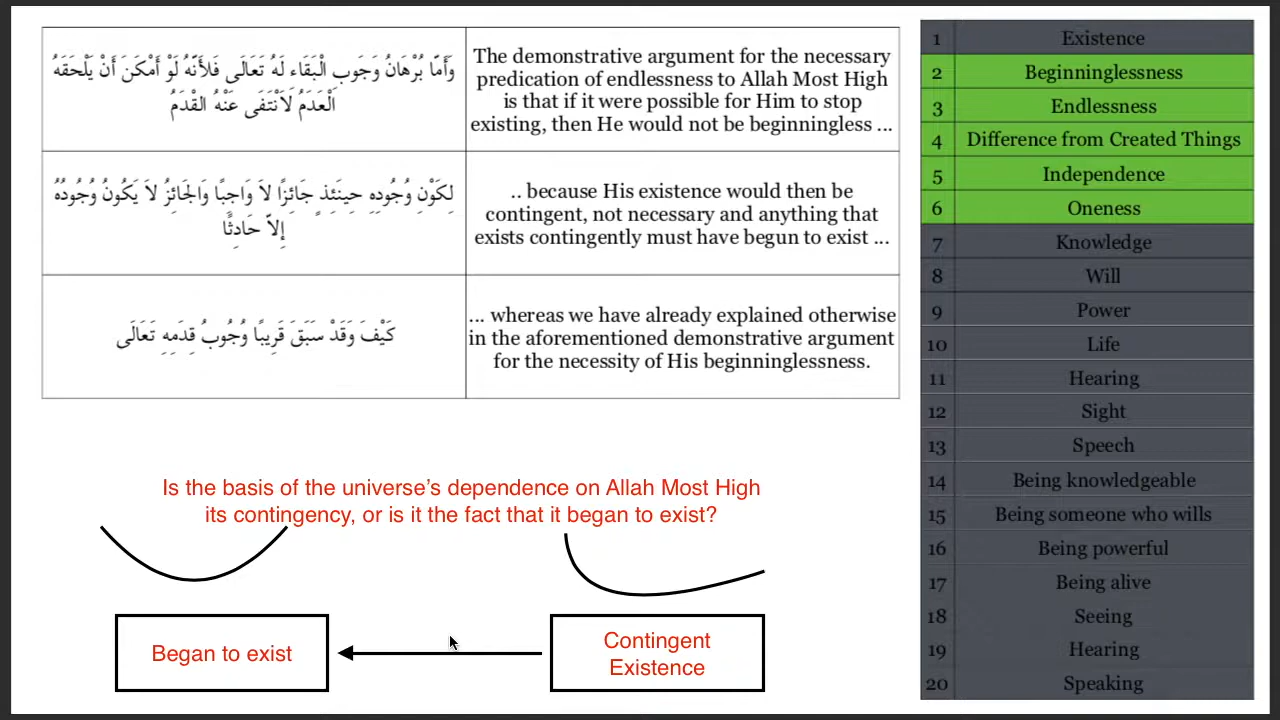 وَأَمَّا بُرْهَانُ وَجَوبِ الْبَقَاءِ لَهُ تَعَالَى فَلأَنَّهُ لَوْ أَمْكَنَ أَنْ يَلْحَقَهُ
الْعَدَمُ لاَنْتَفَى عَنْهُ القْدَمُ
The demonstrative argument for the necessary
predication of endlessness to Allah Most High
is that if it were possible for Him to stop
existing, then He would not be beginningless ...
لِكَوْنِ وُجُودِهِ حِينَئِذٍ جَائِزًا لاَ وَاجِبًا وَالْجَائِزُ لاَ يَكُونُ وُجُودُهُ
إِلاَّ حَادِثًا
.. because His existence would then be
contingent, not necessary and anything that
exists contingently must have begun to exist ...
كَيْفَ وَقَدْ سَبَقَ قَرِيبًا وُجُوبُ قِدَمِهِ تَعَالَى
... whereas we have already explained otherwise
in the aforementioned demonstrative argument
for the necessity of His beginninglessness.
Is the basis of the universe's dependence on Allah Most High
its contingency, or is it the fact that it began to exist?
Began to exist
Contingent
Existence
1 Existence
2 Beginninglessness
3 Endlessness
4 Difference from Created Things
5 Independence
6 Oneness
7 Knowledge
8 Will
9 Power
10 Life
11 Hearing
12 Sight
13 Speech
14 Being knowledgeable
15 Being someone who wills
16 Being powerful
17 Being alive
18 Seeing
19 Hearing
20 Speaking